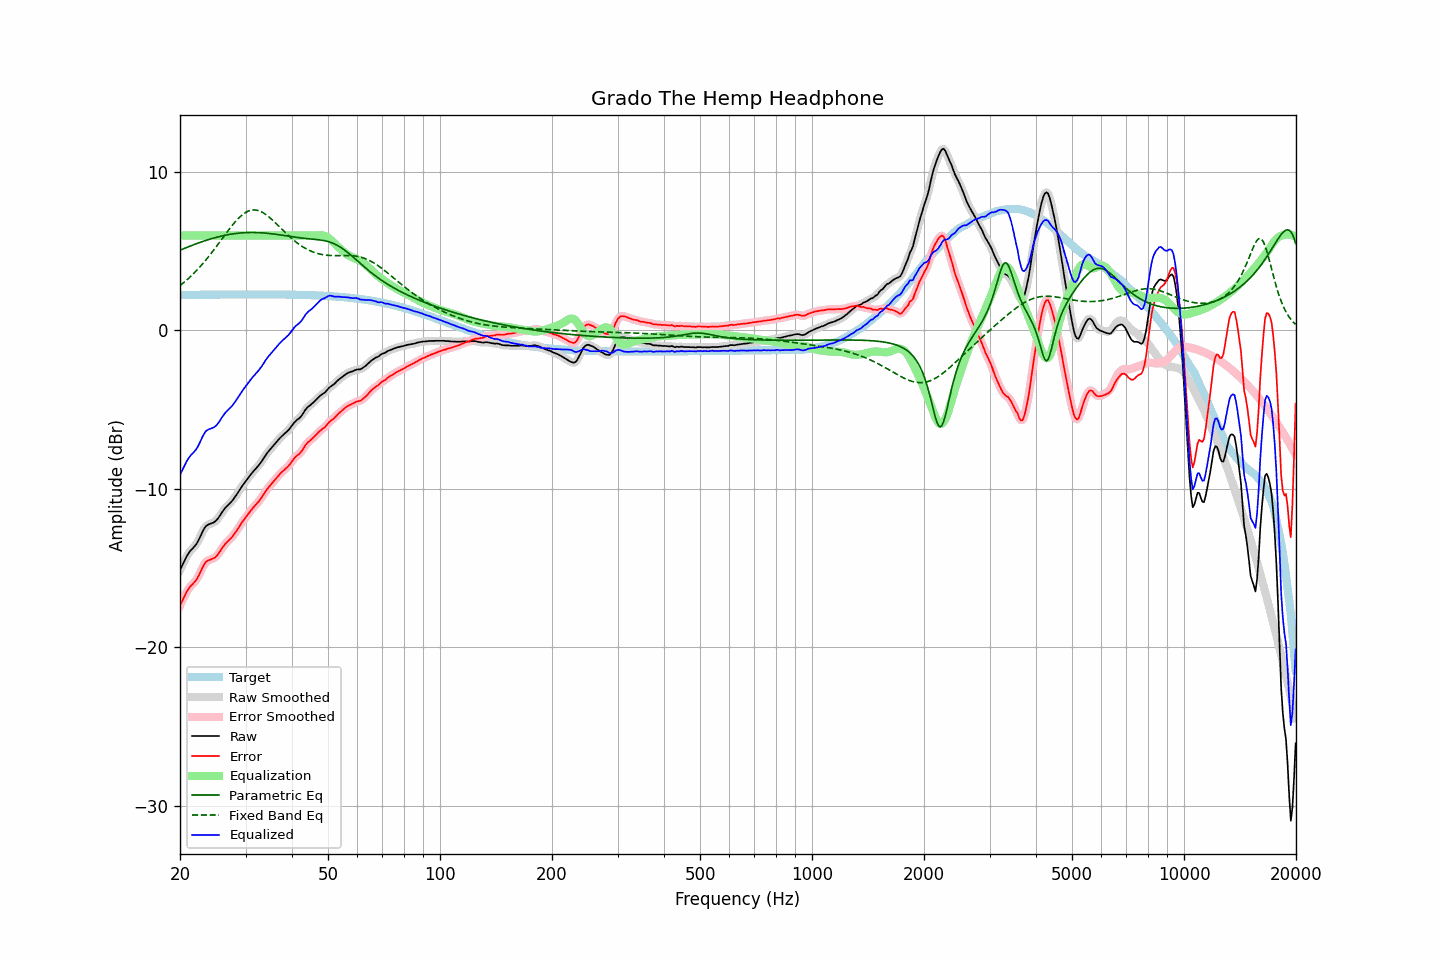 Grado The Hemp Headphone
10
0
−10
−20
−30
Amplitude (dBr)
Target
Raw Smoothed
Error Smoothed
Raw
Error
Equalization
Parametric Eq
Fixed Band Eq
Equalized
20 50 100 200 500 1000 2000 5000 10000 20000
Frequency (Hz)